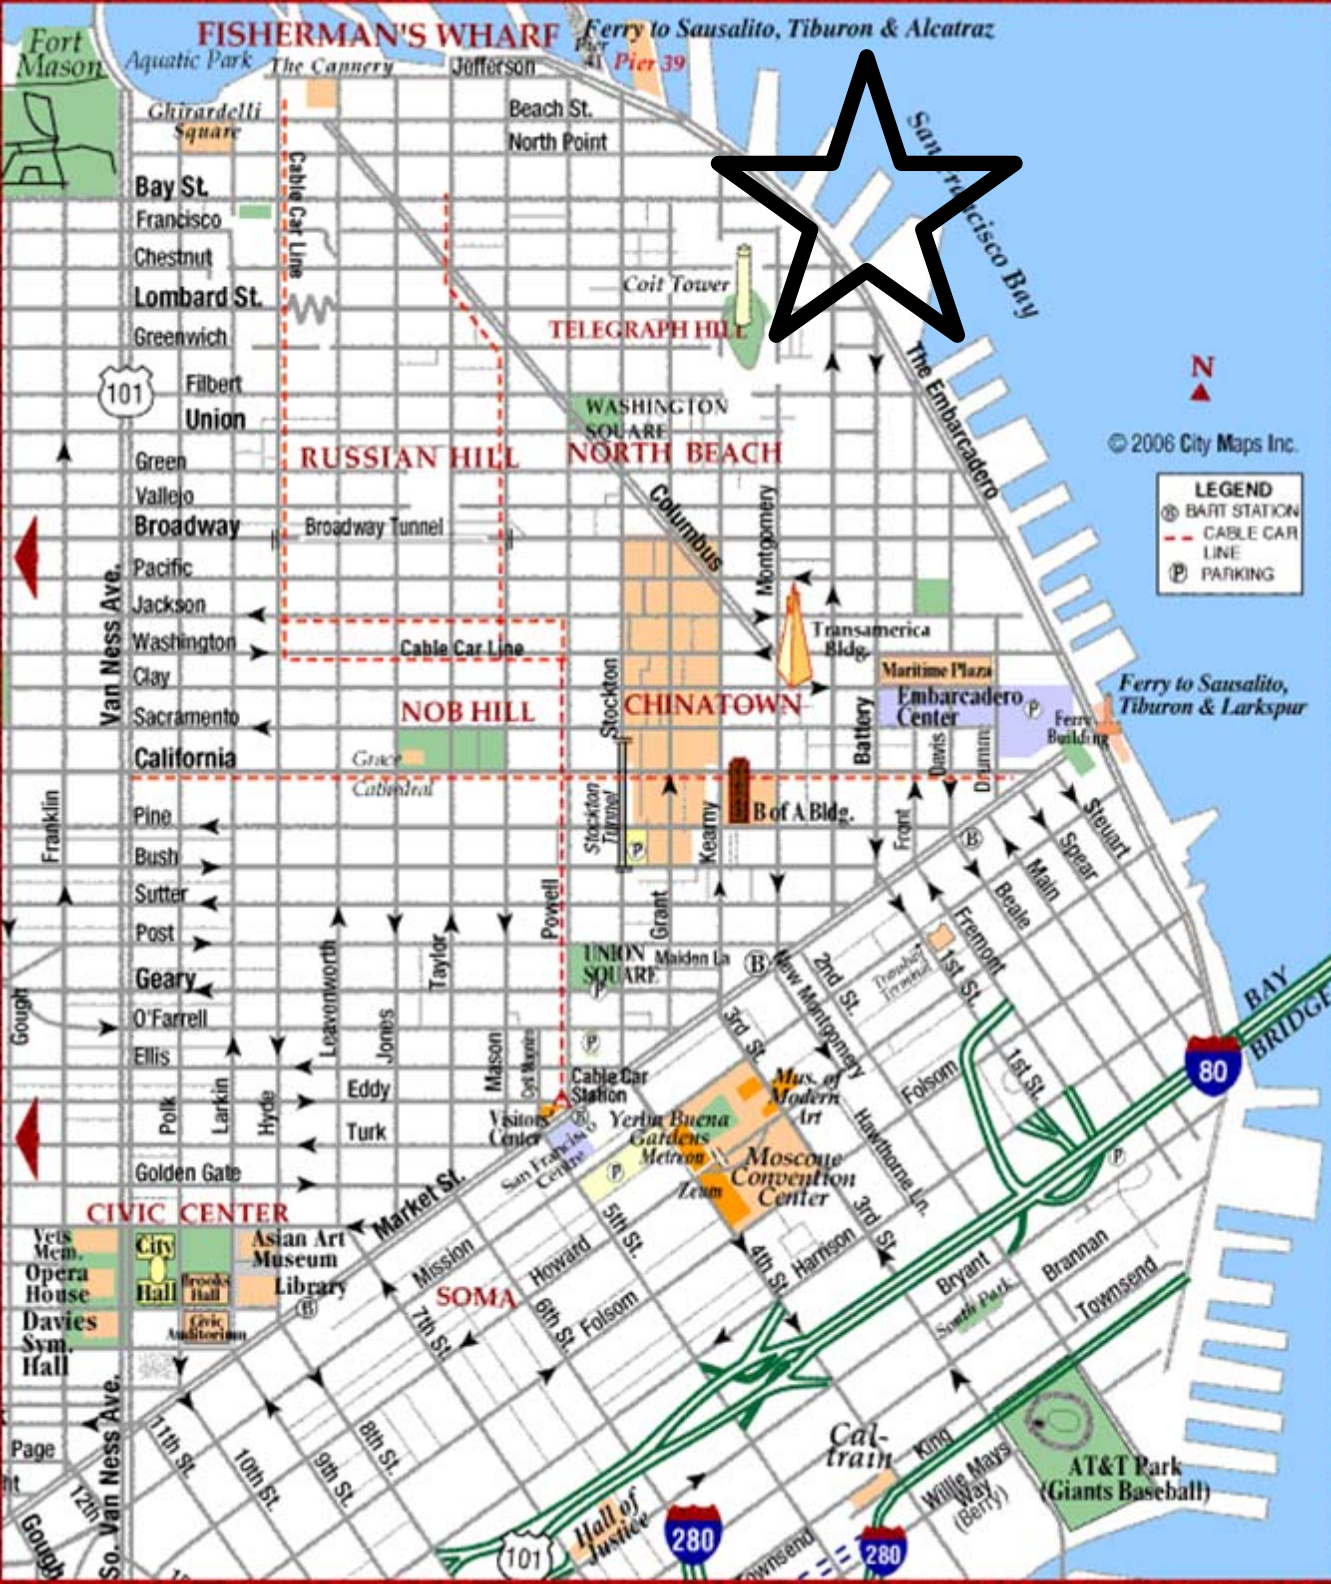 FISHERMAN'S WHARF
Ferry to Sausalito, Tiburon & Alcatraz
Fort
Mason
Aquatic Park
The Cannery
Jefferson
Pier
41
Pier 39
Ghirardelli
Square
Beach St.
North Point
San Francisco Bay
Cable Car Line
Bay St.
Francisco
Chestnut
Lombard St.
Greenwich
Coit Tower
TELEGRAPH HILL
101
Filbert
Union
WASHINGTON
SQUARE
The Embarcadero
N
© 2006 City Maps Inc.
RUSSIAN HILL
NORTH BEACH
Green
Vallejo
Broadway
Broadway Tunnel
Columbus
Montgomery
LEGEND
B BART STATION
CABLE CAR
LINE
P PARKING
Van Ness Ave.
Pacific
Jackson
Washington
Cable Car Line
Transamerica
Bldg.
Maritime Plaza
Clay
Stockton
CHINATOWN
Embarcadero
Center
P
Ferry to Sausalito,
Tiburon & Larkspur
Ferry
Building
Sacramento
NOB HILL
Battery
Davis
Drumm
California
Grace
Cathedral
Franklin
Pine
Stockton
Tunnel
P
Kearny
B of A Bldg.
Front
B
Steuart
Spear
Main
Beale
Fremont
1st St.
Bush
Sutter
Powell
Grant
Post
Geary
UNION
SQUARE
P
Maiden La
B
New Montgomery
2nd St.
Transbay
Terminal
BAY
BRIDGE
80
Gough
O'Farrell
Leavenworth
Taylor
Jones
Mason
3rd St.
Ellis
P
Eddy
Cable Car
Station
Mus. of
Modern
Art
Folsom
1st St.
Polk
Larkin
Hyde
Turk
Visitors
Center
B
San Francisco
Centre
Yerba Buena
Gardens
Metreon
Hawthorne Ln.
P
P
Golden Gate
Zeum
Moscone
Convention
Center
CIVIC CENTER
Market St.
5th St.
3rd St.
Vets
Mem.
City
Hall
Asian Art
Museum
Opera
House
Brooks
Hall
Library
B
Mission
Howard
4th St.
Harrison
Bryant
Brannan
Townsend
Davies
Sym.
Hall
Civic
Auditorium
SOMA
7th St.
6th St.
Folsom
South Park
So. Van Ness Ave.
Page
11th St.
10th St.
9th St.
8th St.
12th
Cal-
train
King
Willie Mays
Way
(Berry)
AT&T Park
(Giants Baseball)
Gough
Hall of
Justice
101
280
280
Townsend